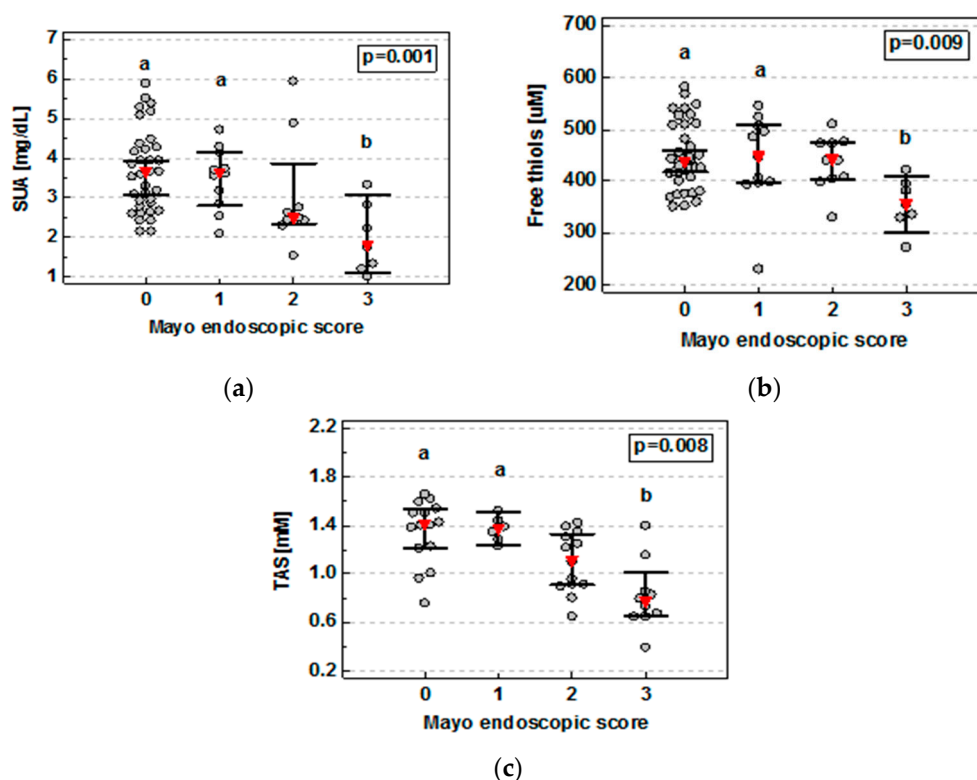 7
6
5
4
3
2
1
SUA [mg/dL]
p=0.001
a
a
b
0 1 2 3
Mayo endoscopic score
(a)
700
600
500
400
300
200
Free thiols [uM]
p=0.009
a
a
b
0 1 2 3
Mayo endoscopic score
(b)
2.2
1.8
1.4
1.0
0.6
0.2
TAS [mM]
p=0.008
a
a
b
0 1 2 3
Mayo endoscopic score
(c)